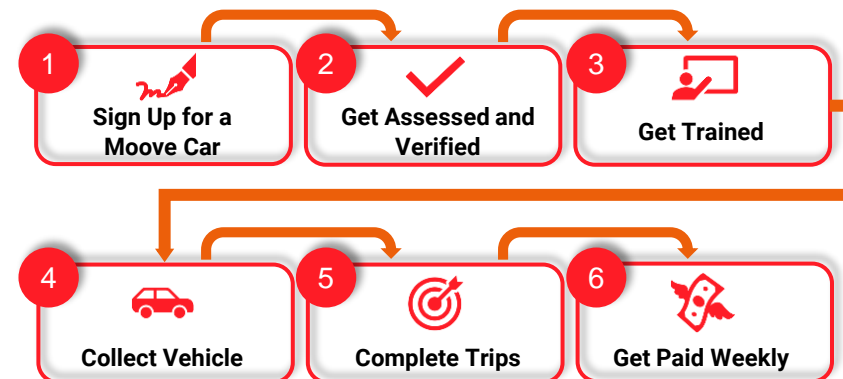 1
Sign Up for a
Moove Car
2
Get Assessed and
Verified
3
Get Trained
4
Collect Vehicle
5
Complete Trips
6
Get Paid Weekly